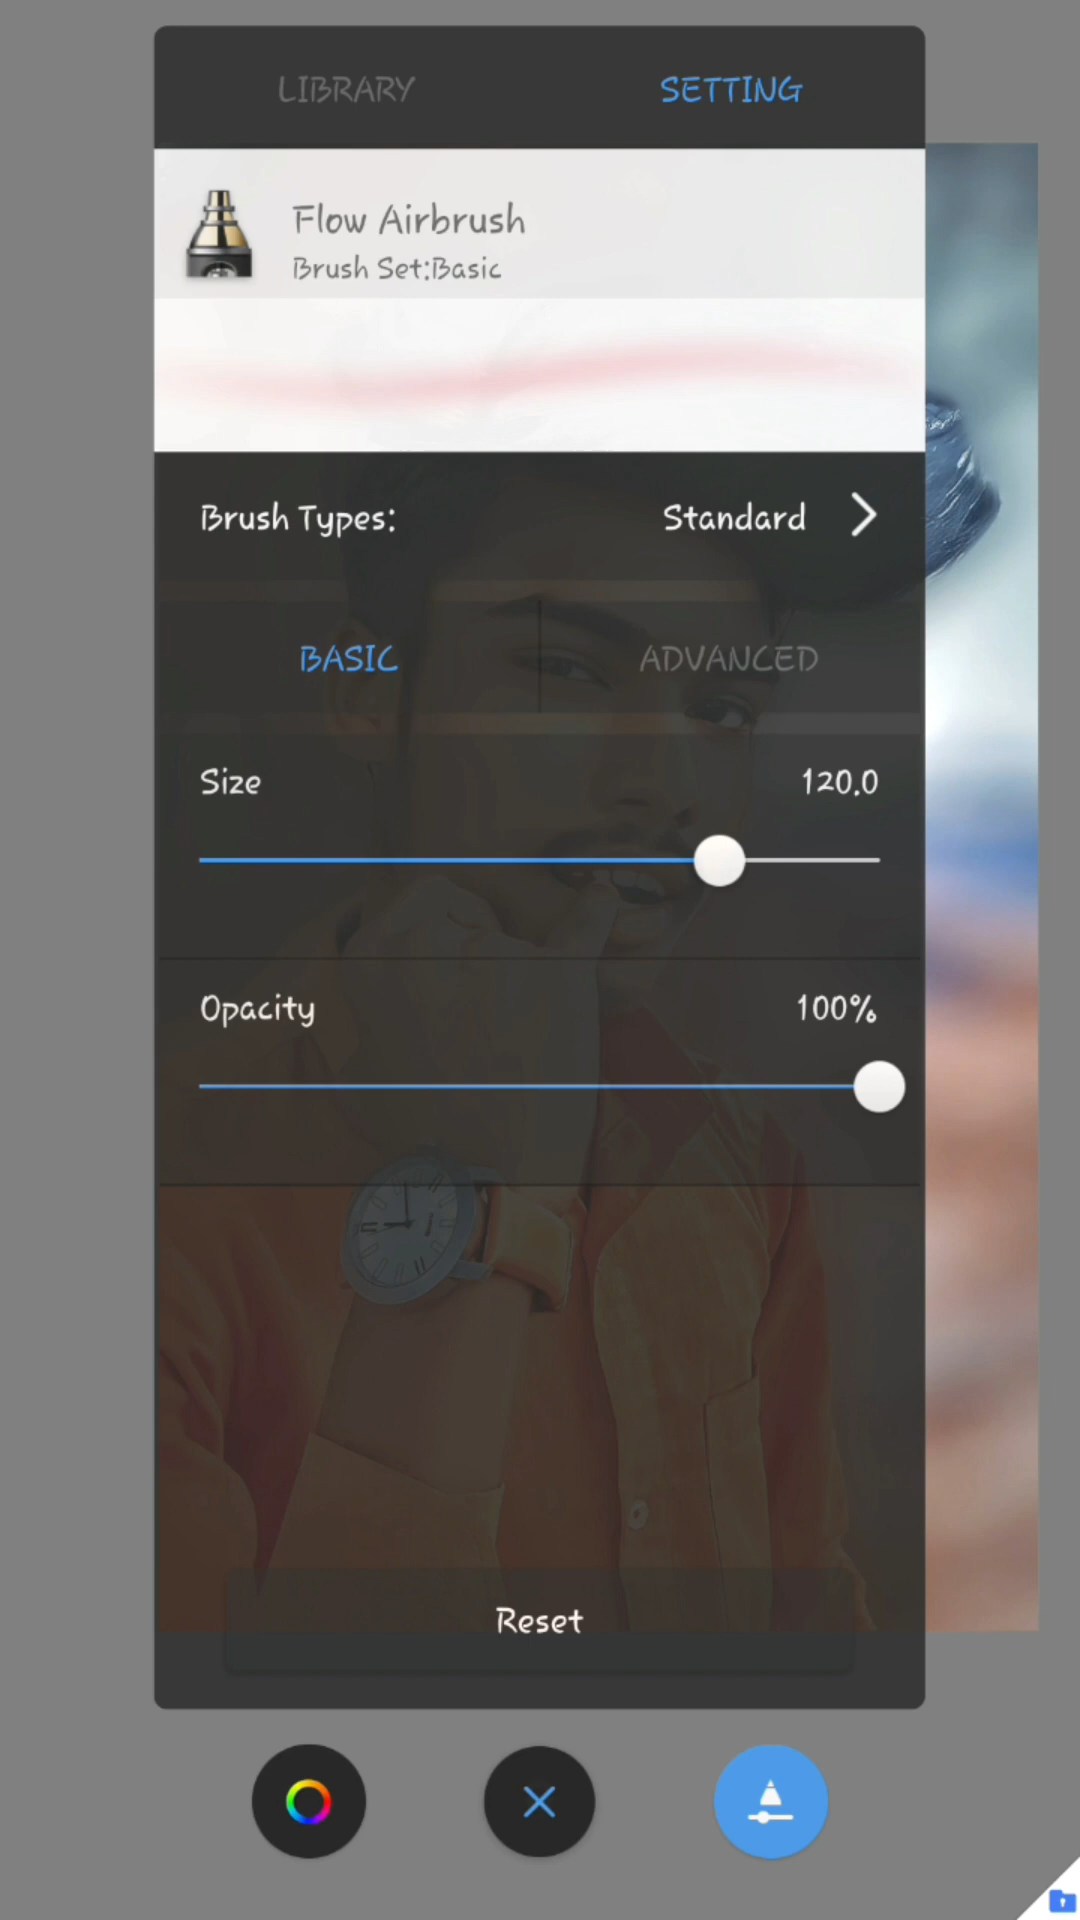 LIBRARY
SETTING
Flow Airbrush
Brush Set:Basic
Brush Types:
Standard
BASIC
ADVANCED
Size
120.0
Opacity
100%
Reset